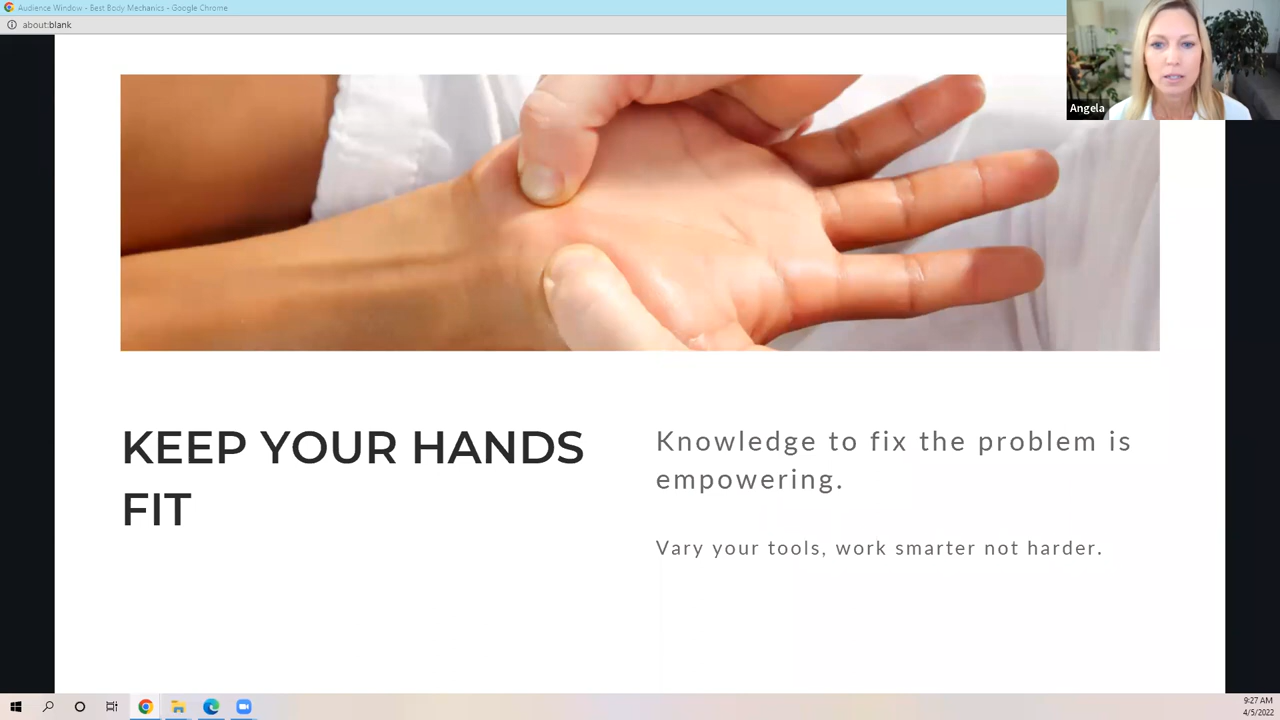 Audience Window - Best Body Mechanics - Google Chrome
about:blank
Angela
KEEP YOUR HANDS
FIT
Knowledge to fix the problem is
empowering.
Vary your tools, work smarter not harder.
9:27 AM
4/5/2022